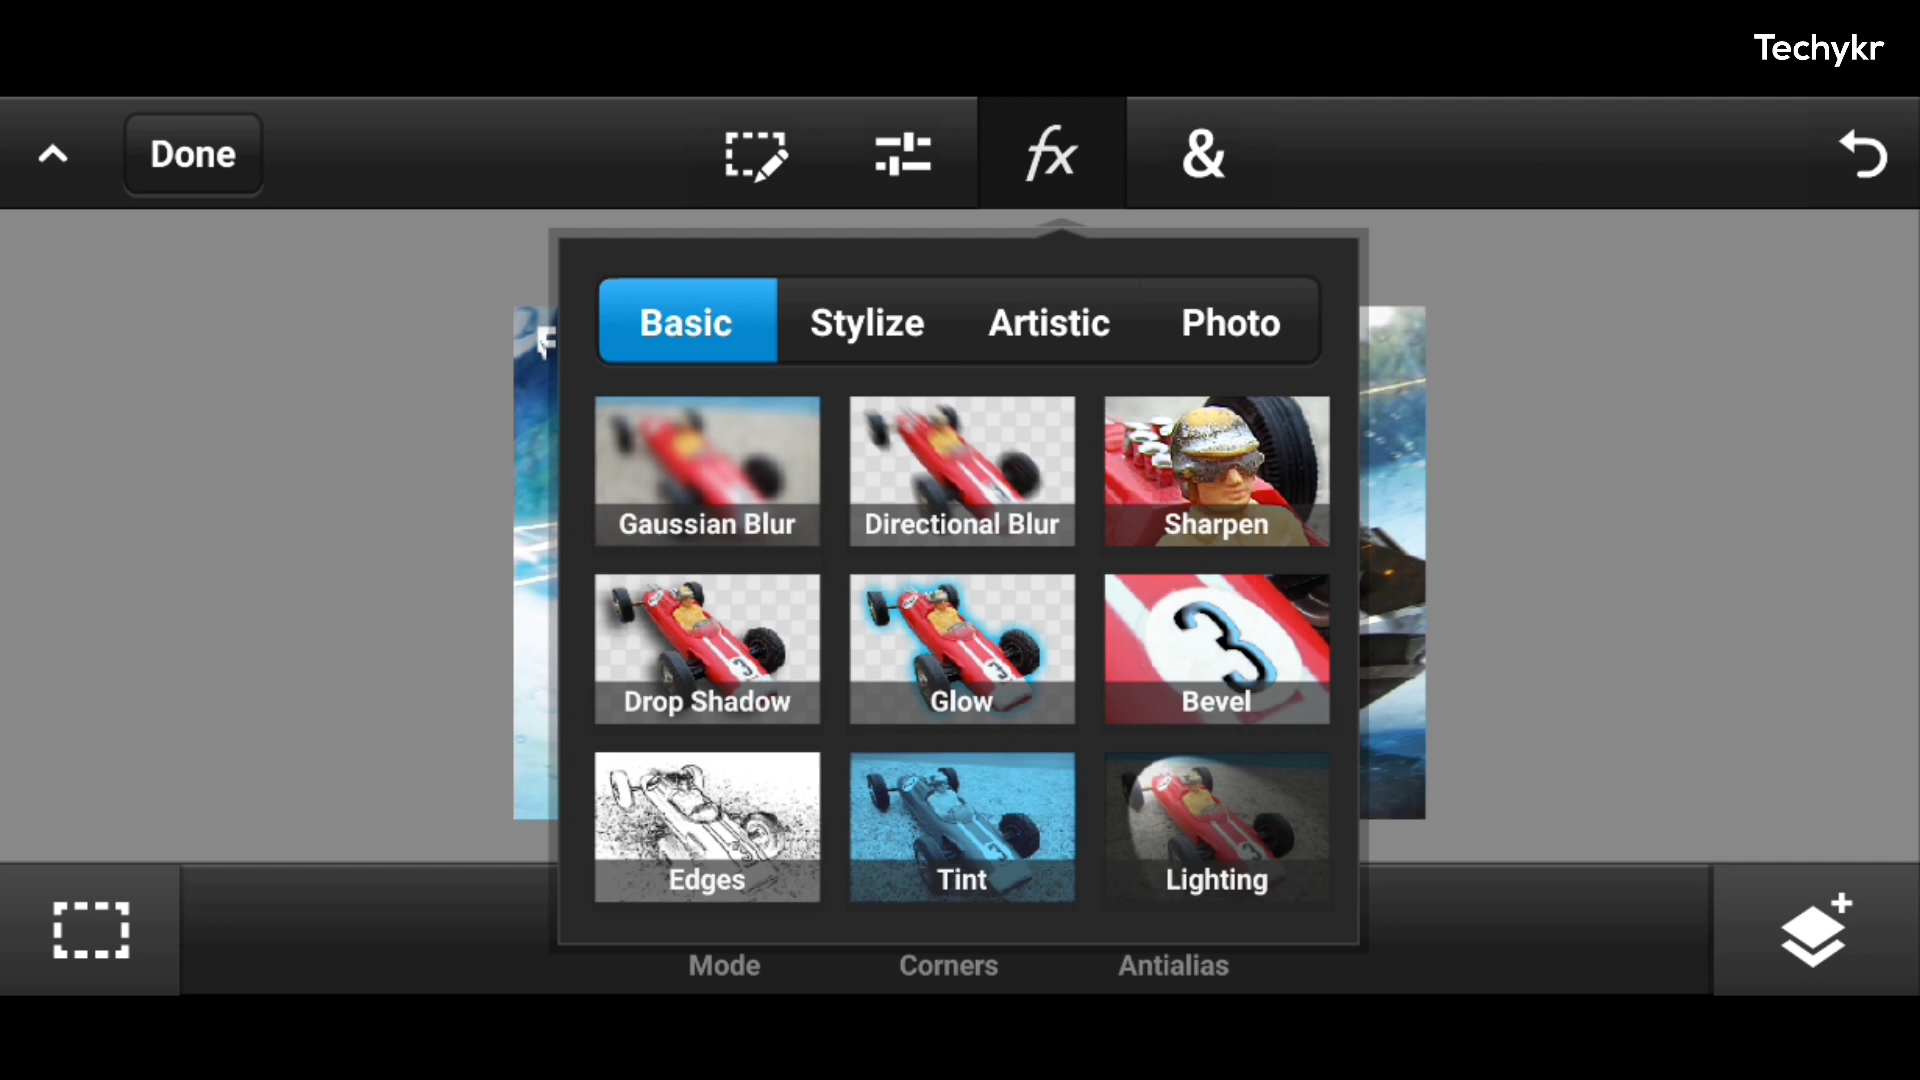 Techykr
Done
fx
&
Basic Stylize Artistic Photo
Gaussian Blur Directional Blur Sharpen
Drop Shadow Glow Bevel
Edges Tint Lighting
Mode Corners Antialias